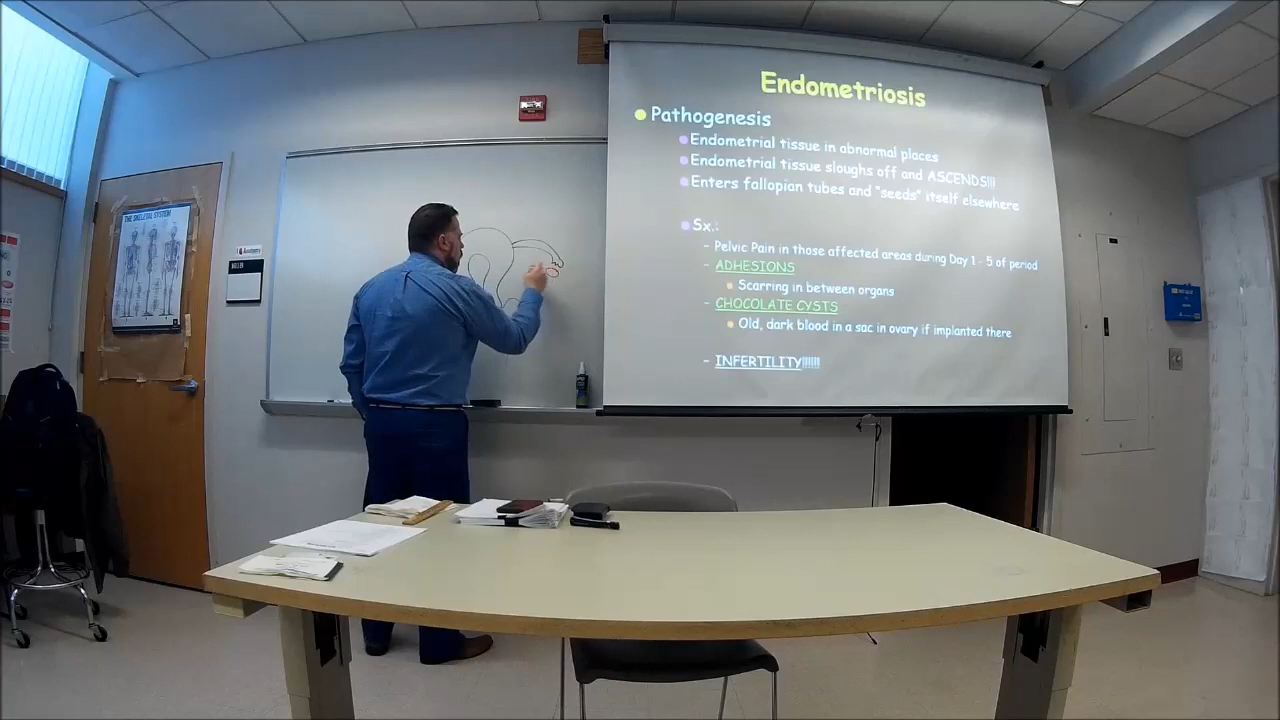 Endometriosis
Pathogenesis
Endometrial tissue in abnormal places
Endometrial tissue sloughs off and ASCENDS!!!
Enters fallopian tubes and "seeds" itself elsewhere
Sx.:
- Pelvic Pain in those affected areas during Day 1 - 5 of period
- ADHESIONS
Scarring in between organs
- CHOCOLATE CYSTS
Old, dark blood in a sac in ovary if implanted there
- INFERTILITY!!!!!!
THE SKELETAL SYSTEM